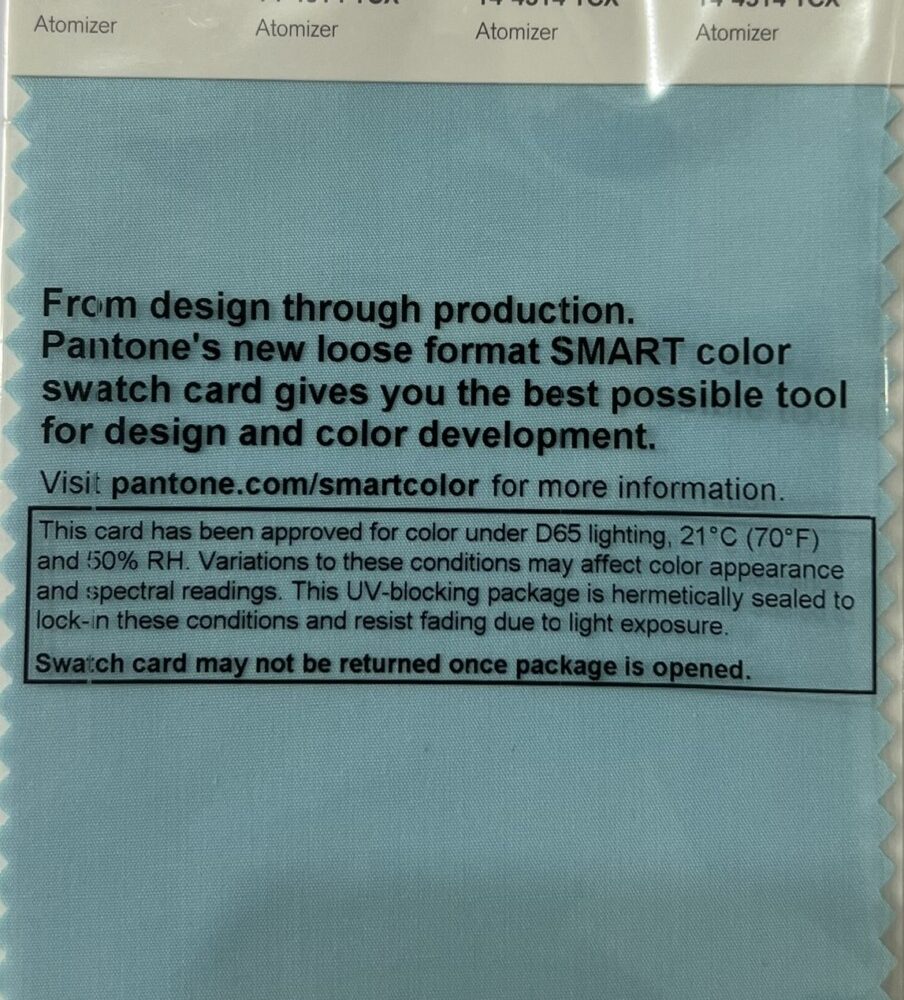 Atomizer Atomizer Atomizer Atomizer
From design through production.
Pantone's new loose format SMART color
swatch card gives you the best possible tool
for design and color development.
Visit pantone.com/smartcolor for more information.
This card has been approved for color under D65 lighting, 21°C (70°F)
and 50% RH. Variations to these conditions may affect color appearance
and spectral readings. This UV-blocking package is hermetically sealed to
lock-in these conditions and resist fading due to light exposure.
Swatch card may not be returned once package is opened.